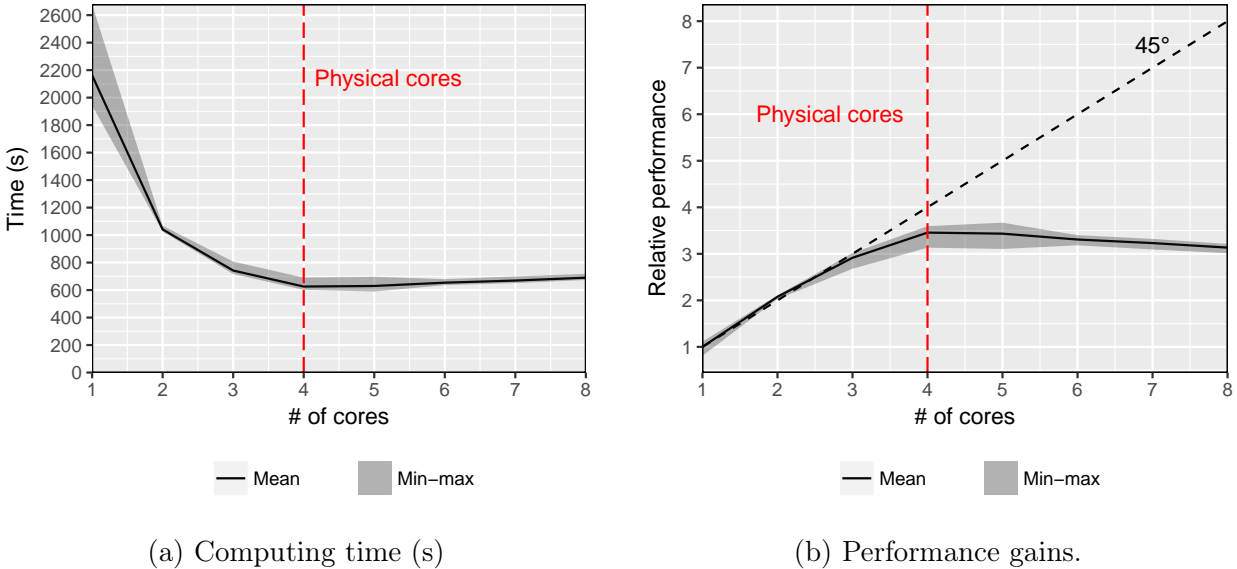 2600
2400
2200
2000
1800
1600
1400
1200
1000
800
600
400
200
0
Time (s)
Physical cores
1 2 3 4 5 6 7 8
# of cores
Mean Min−max
(a) Computing time (s)
8
7
6
5
4
3
2
1
Relative performance
45°
Physical cores
1 2 3 4 5 6 7 8
# of cores
Mean Min−max
(b) Performance gains.